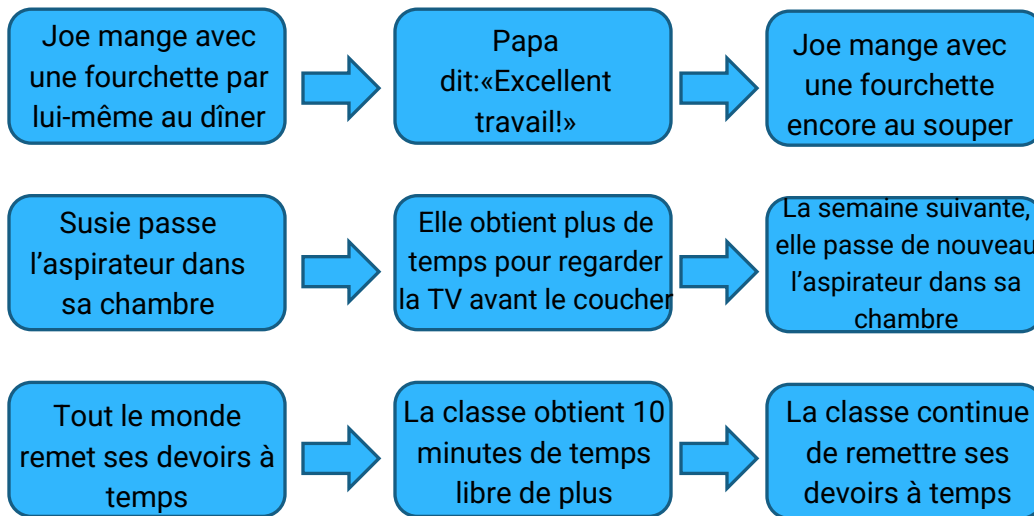 Joe mange avec
une fourchette par
lui-même au dîner
Papa
dit:«Excellent
travail!»
Joe mange avec
une fourchette
encore au souper
Susie passe
l’aspirateur dans
sa chambre
Elle obtient plus de
temps pour regarder
la TV avant le coucher
La semaine suivante,
elle passe de nouveau
l’aspirateur dans sa
chambre
Tout le monde
remet ses devoirs à
temps
La classe obtient 10
minutes de temps
libre de plus
La classe continue
de remettre ses
devoirs à temps